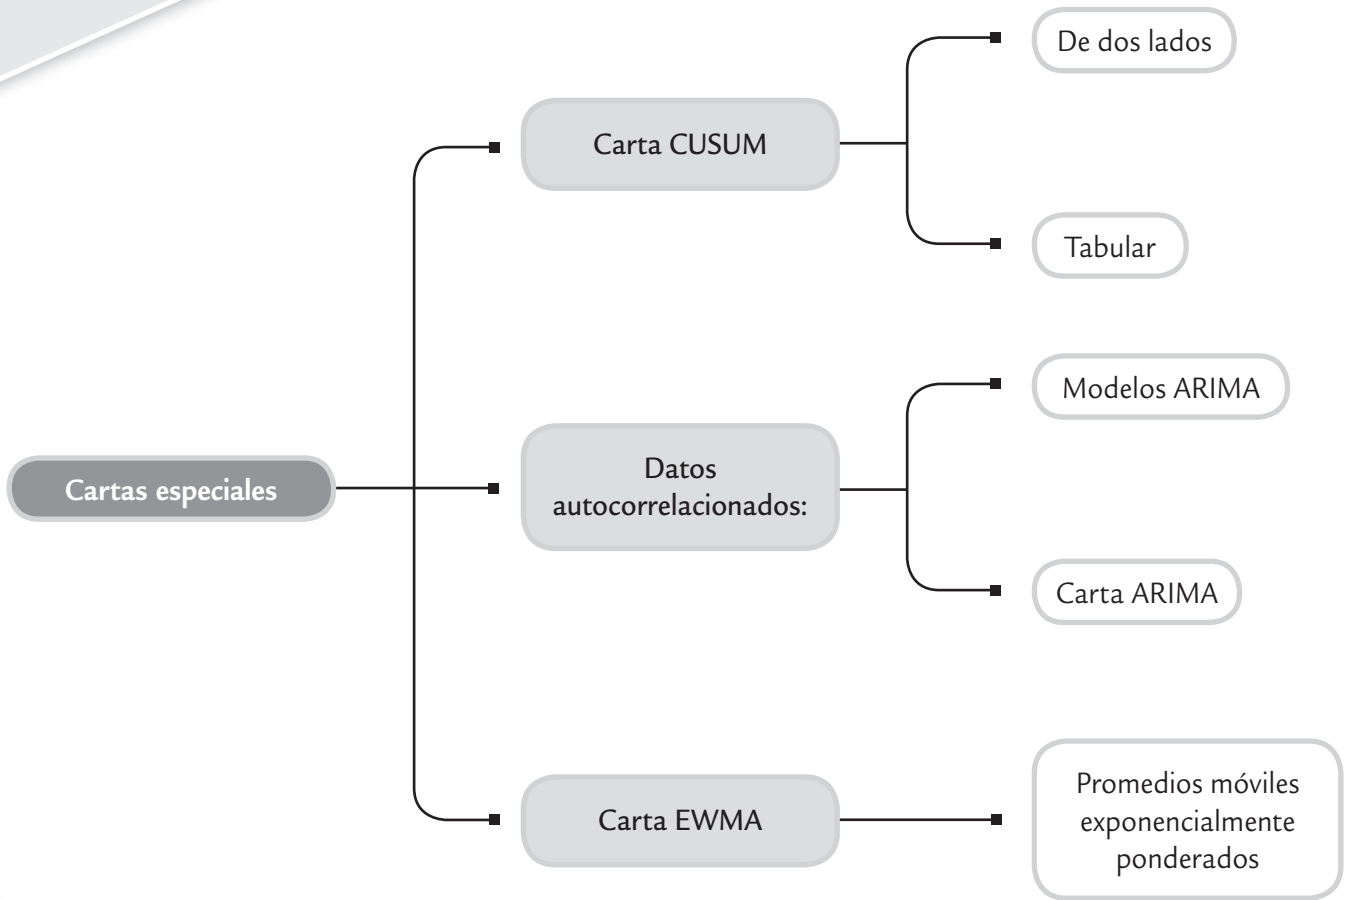 Cartas especiales
Carta CUSUM
De dos lados
Tabular
Datos
autocorrelacionados:
Modelos ARIMA
Carta ARIMA
Carta EWMA
Promedios móviles
exponencialmente
ponderados